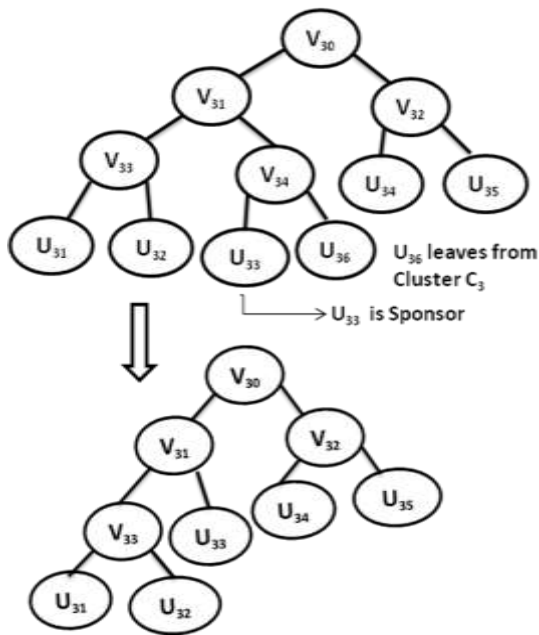 V30
V31
V32
V33
V34
U34
U35
U31
U32
U33
U36
U36 leaves from
Cluster C3
U33 is Sponsor
V30
V31
V32
V33
U33
U34
U35
U31
U32